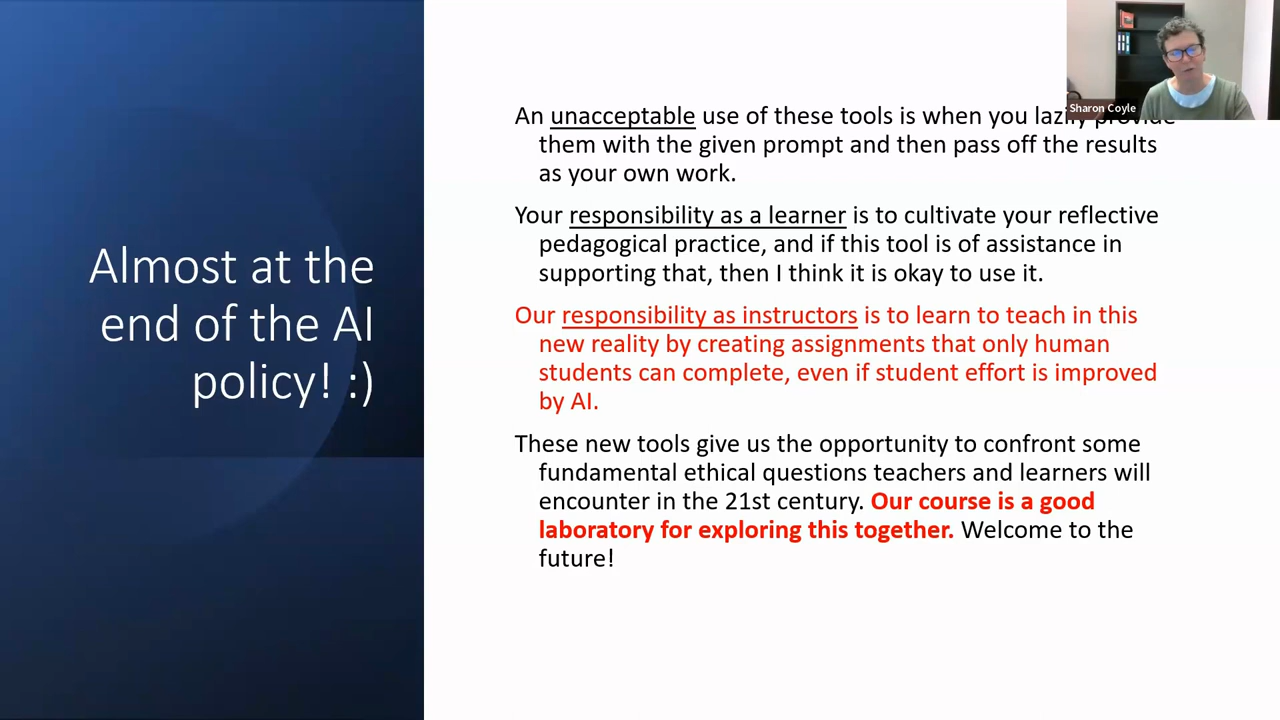 Almost at the
end of the AI
policy! :)
An unacceptable use of these tools is when you lazily provide
them with the given prompt and then pass off the results
as your own work.
Your responsibility as a learner is to cultivate your reflective
pedagogical practice, and if this tool is of assistance in
supporting that, then I think it is okay to use it.
Our responsibility as instructors is to learn to teach in this
new reality by creating assignments that only human
students can complete, even if student effort is improved
by AI.
These new tools give us the opportunity to confront some
fundamental ethical questions teachers and learners will
encounter in the 21st century. Our course is a good
laboratory for exploring this together. Welcome to the
future!
Sharon Coyle